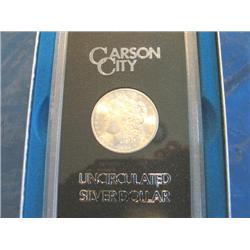 CARSON
CITY
UNCIRCULATED
SILVER DOLLAR